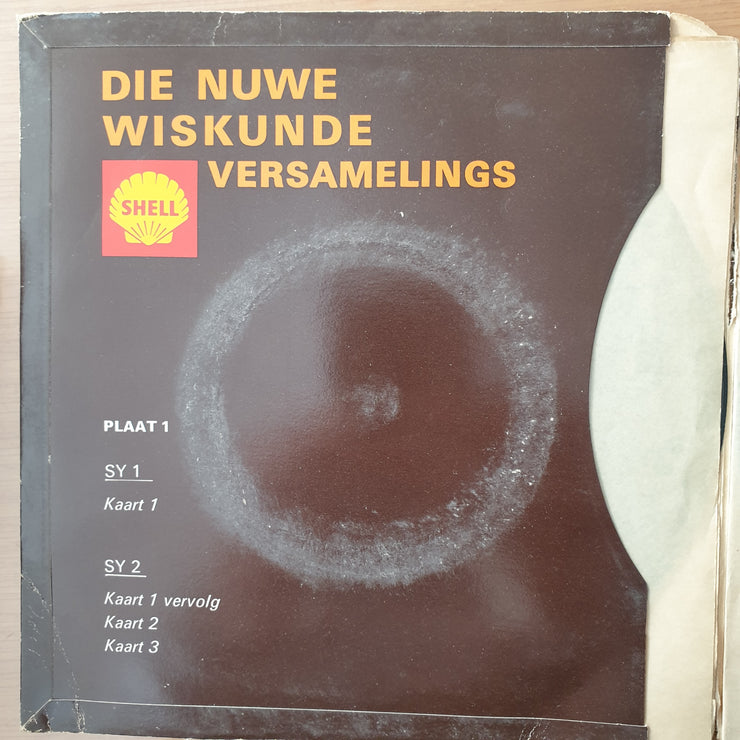 DIE NUWE
WISKUNDE
VERSAMELINGS
SHELL
PLAAT 1
SY 1
Kaart 1
SY 2
Kaart 1 vervolg
Kaart 2
Kaart 3